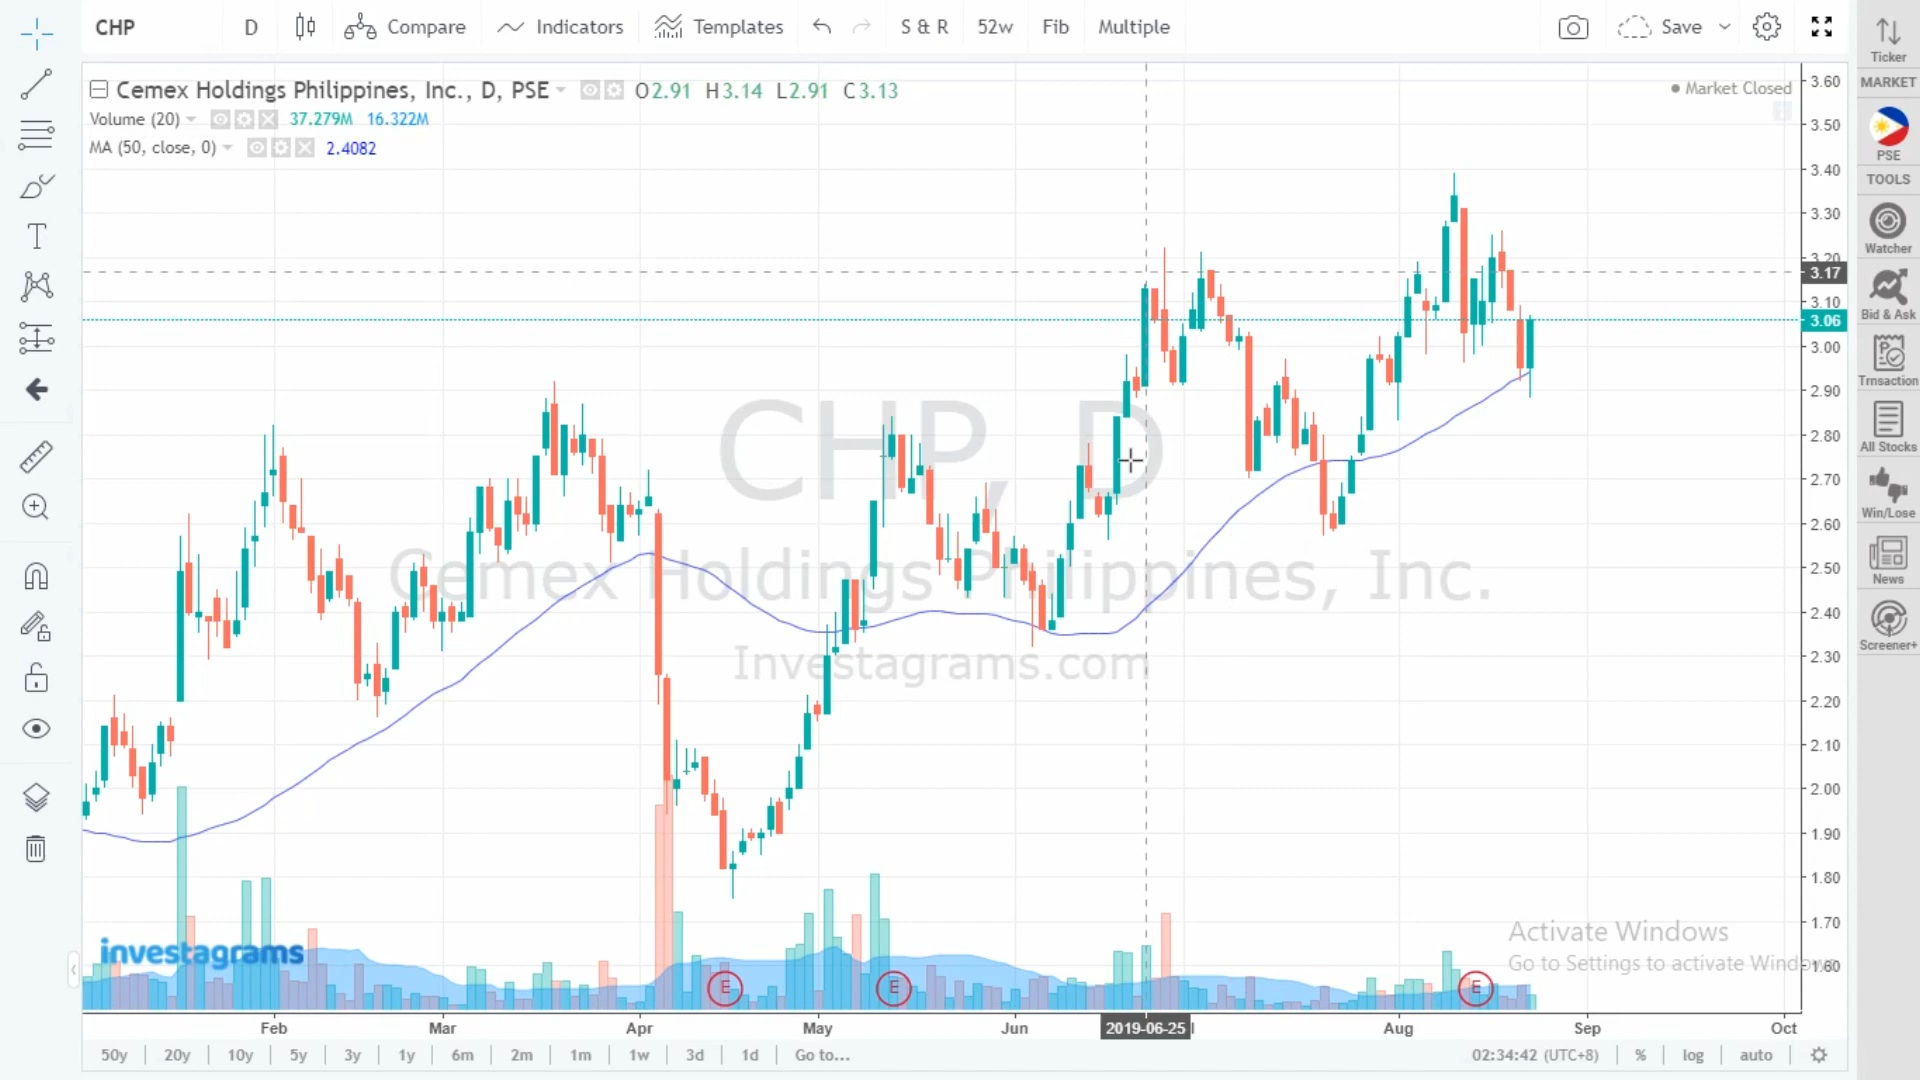 CHP D Compare Indicators Templates S & R 52w Fib Multiple Save
Cemex Holdings Philippines, Inc., D, PSE O2.91 H3.14 L2.91 C3.13
Market Closed
Volume (20) 37.279M 16.322M
MA (50, close, 0) 2.4082
CHP, D
Cemex Holdings Philippines, Inc.
Investagrams.com
investagrams
E E E
Activate Windows
Go to Settings to activate Windows.
3.60
3.50
3.40
3.30
3.20
3.17
3.10
3.06
3.00
2.90
2.80
2.70
2.60
2.50
2.40
2.30
2.20
2.10
2.00
1.90
1.80
1.70
1.60
Feb Mar Apr May Jun 2019-06-25 Aug Sep Oct
50y 20y 10y 5y 3y 1y 6m 2m 1m 1w 3d 1d Go to... 02:34:42 (UTC+8) % log auto
Ticker
MARKET
PSE
TOOLS
Watcher
Bid & Ask
Trnsaction
All Stocks
Win/Lose
News
Screener+